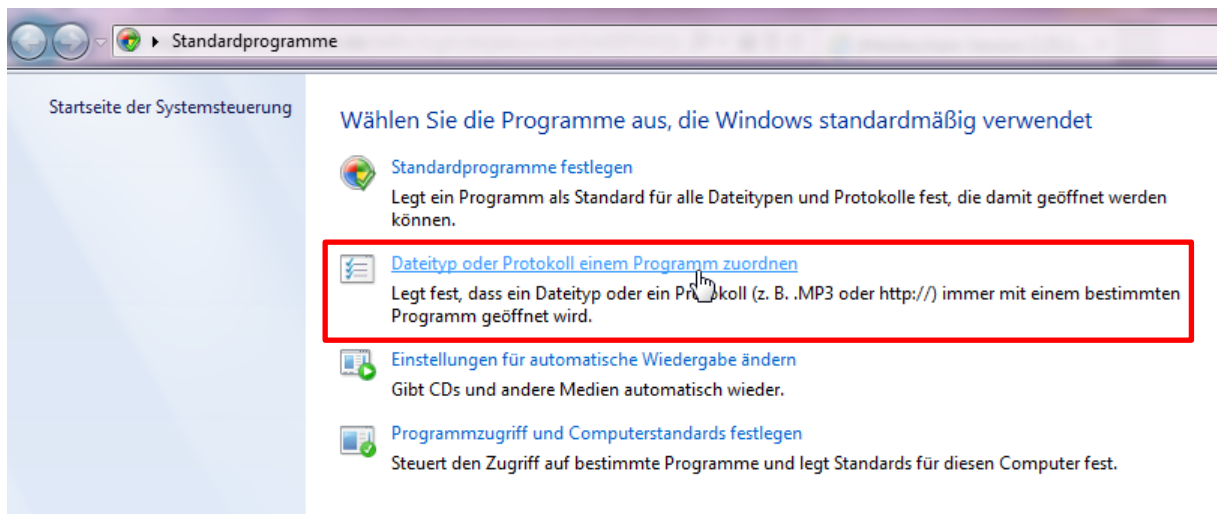 Standardprogramme
Startseite der Systemsteuerung
Wählen Sie die Programme aus, die Windows standardmäßig verwendet
Standardprogramme festlegen
Legt ein Programm als Standard für alle Dateitypen und Protokolle fest, die damit geöffnet werden
können.
Dateityp oder Protokoll einem Programm zuordnen
Legt fest, dass ein Dateityp oder ein Protokoll (z. B. .MP3 oder http://) immer mit einem bestimmten
Programm geöffnet wird.
Einstellungen für automatische Wiedergabe ändern
Gibt CDs und andere Medien automatisch wieder.
Programmzugriff und Computerstandards festlegen
Steuert den Zugriff auf bestimmte Programme und legt Standards für diesen Computer fest.